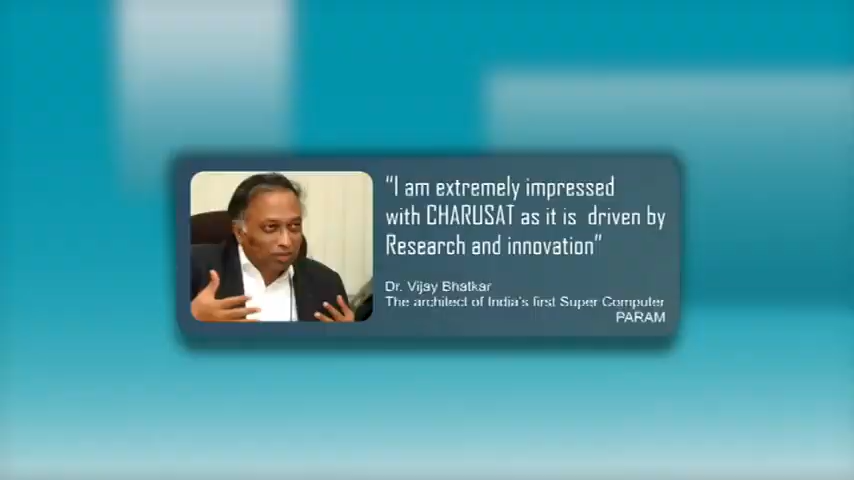 “I am extremely impressed
with CHARUSAT as it is driven by
Research and innovation”
Dr. Vijay Bhatkar
The architect of India's first Super Computer
PARAM